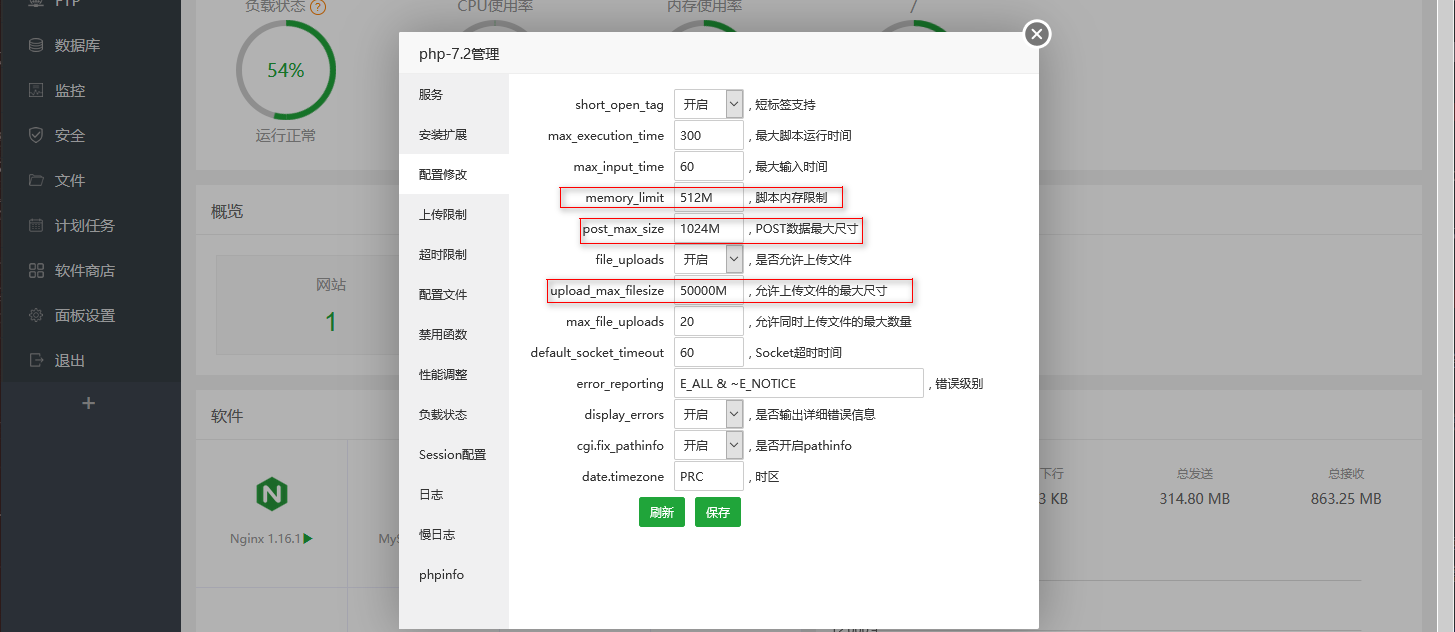 FTP
数据库
监控
安全
文件
计划任务
软件商店
面板设置
退出
+
负载状态 ?
CPU使用率
内存使用率
/
54%
运行正常
概览
网站
1
软件
Nginx 1.16.1
MyS
下行
3 KB
总发送
314.80 MB
总接收
863.25 MB
php-7.2管理
服务
安装扩展
配置修改
上传限制
超时限制
配置文件
禁用函数
性能调整
负载状态
Session配置
日志
慢日志
phpinfo
short_open_tag 开启 , 短标签支持
max_execution_time 300 , 最大脚本运行时间
max_input_time 60 , 最大输入时间
memory_limit 512M , 脚本内存限制
post_max_size 1024M , POST数据最大尺寸
file_uploads 开启 , 是否允许上传文件
upload_max_filesize 50000M , 允许上传文件的最大尺寸
max_file_uploads 20 , 允许同时上传文件的最大数量
default_socket_timeout 60 , Socket超时时间
error_reporting E_ALL & ~E_NOTICE , 错误级别
display_errors 开启 , 是否输出详细错误信息
cgi.fix_pathinfo 开启 , 是否开启pathinfo
date.timezone PRC , 时区
刷新 保存